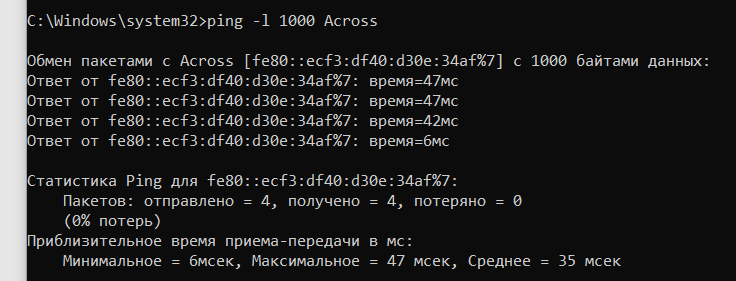 C:\Windows\system32>ping -l 1000 Across
Обмен пакетами с Across [fe80::ecf3:df40:d30e:34af%7] с 1000 байтами данных:
Ответ от fe80::ecf3:df40:d30e:34af%7: время=47мс
Ответ от fe80::ecf3:df40:d30e:34af%7: время=47мс
Ответ от fe80::ecf3:df40:d30e:34af%7: время=42мс
Ответ от fe80::ecf3:df40:d30e:34af%7: время=6мс
Статистика Ping для fe80::ecf3:df40:d30e:34af%7:
Пакетов: отправлено = 4, получено = 4, потеряно = 0
(0% потерь)
Приблизительное время приема-передачи в мс:
Минимальное = 6мсек, Максимальное = 47 мсек, Среднее = 35 мсек